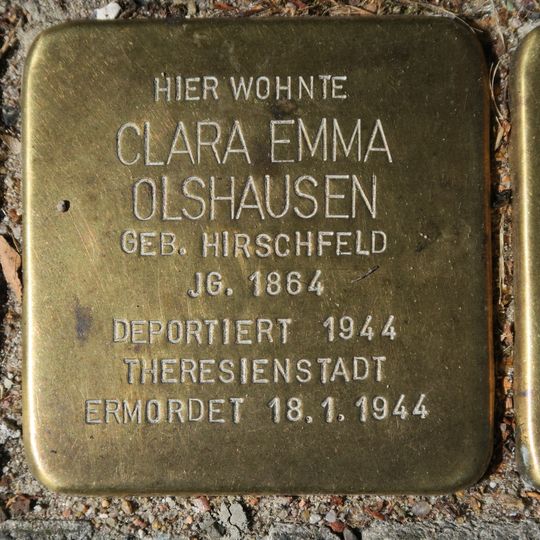 HIER WOHNTE
CLARA EMMA
OLSHAUSEN
GEB. HIRSCHFELD
JG. 1864
DEPORTIERT 1944
THERESIENSTADT
ERMORDET 18.1.1944